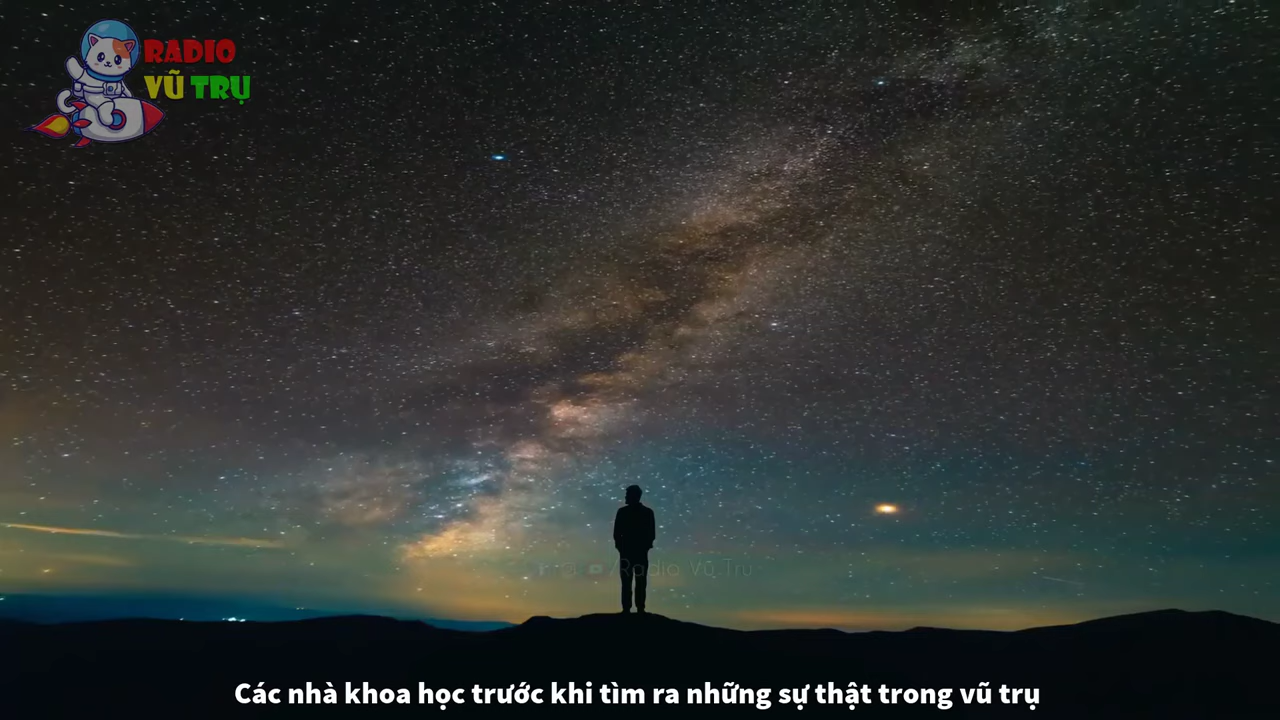 RADIO
VŨ TRỤ
/Radio Vũ Trụ
Các nhà khoa học trước khi tìm ra những sự thật trong vũ trụ